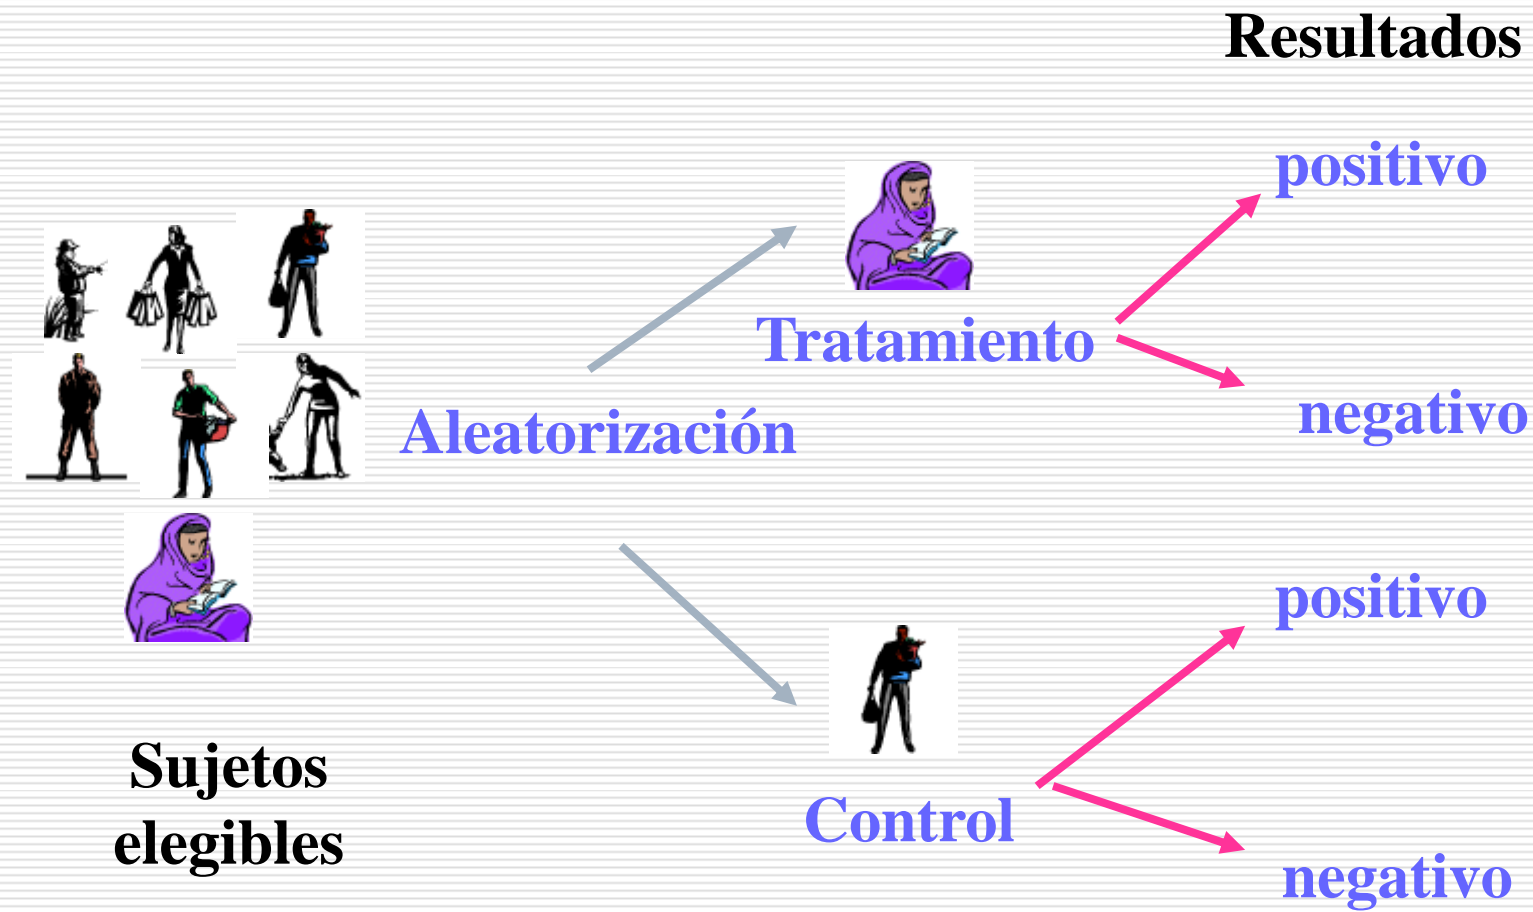 Resultados
positivo
Tratamiento
negativo
Aleatorización
positivo
Sujetos
elegibles
Control
negativo